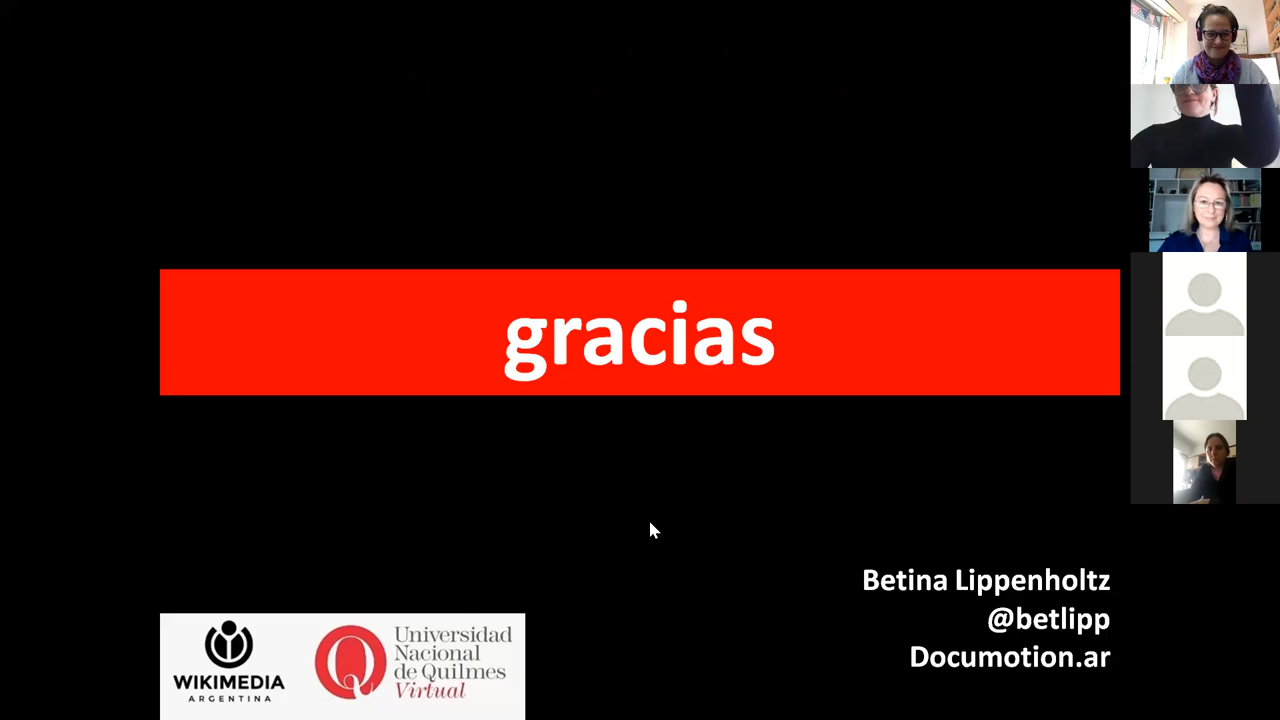 gracias
Betina Lippenholtz
@betlipp
Documotion.ar
WIKIMEDIA
ARGENTINA
Universidad
Nacional
de Quilmes
Virtual